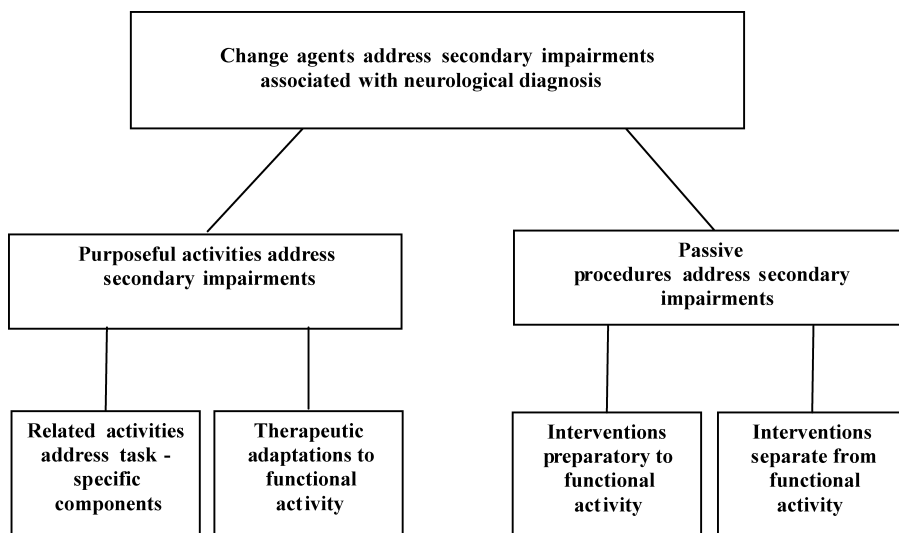 Change agents address secondary impairments
associated with neurological diagnosis
Purposeful activities address
secondary impairments
Passive
procedures address secondary
impairments
Related activities
address task -
specific
components
Therapeutic
adaptations to
functional
activity
Interventions
preparatory to
functional
activity
Interventions
separate from
functional
activity